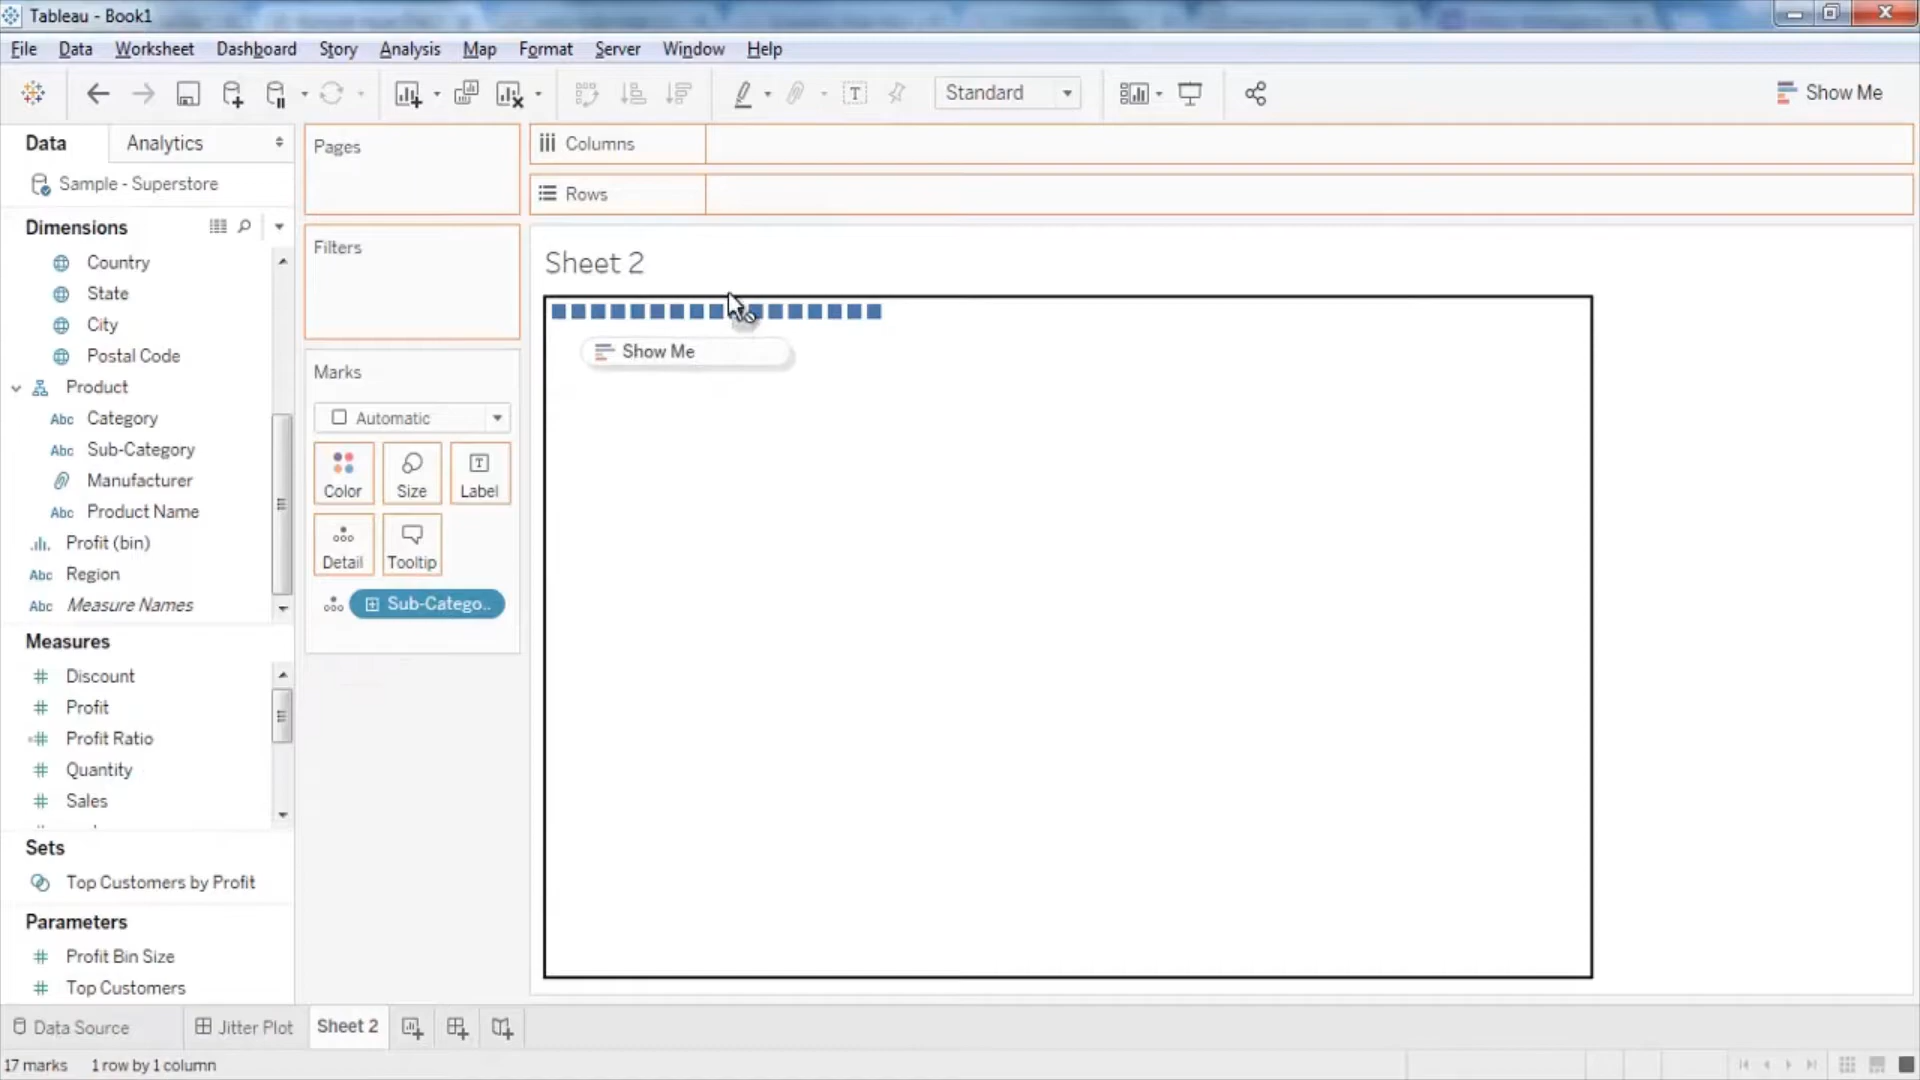 Tableau - Book1
File Data Worksheet Dashboard Story Analysis Map Format Server Window Help
Standard
Show Me
Data
Analytics
Sample - Superstore
Dimensions
Country
State
City
Postal Code
Product
Abc Category
Abc Sub-Category
Manufacturer
Abc Product Name
Profit (bin)
Abc Region
Abc Measure Names
Measures
# Discount
# Profit
=# Profit Ratio
# Quantity
# Sales
Sets
Top Customers by Profit
Parameters
# Profit Bin Size
# Top Customers
Pages
Filters
Marks
Automatic
Color
Size
T
Label
Detail
Tooltip
Sub-Catego..
Columns
Rows
Sheet 2
Show Me
Data Source
Jitter Plot
Sheet 2
17 marks
1 row by 1 column